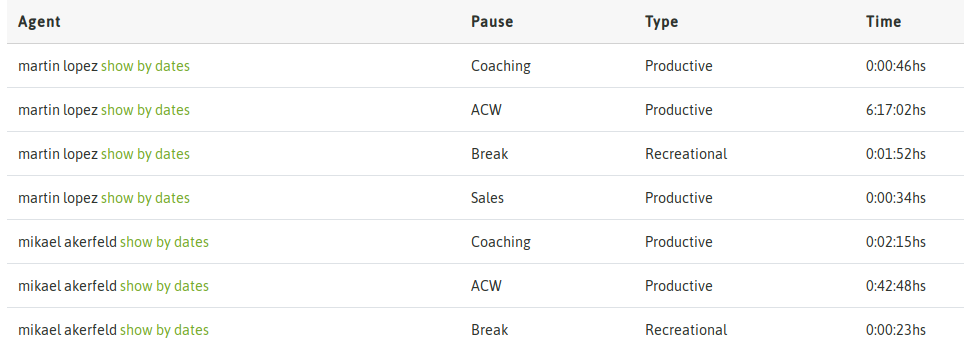 Agent Pause Type Time
martin lopez show by dates Coaching Productive 0:00:46hs
martin lopez show by dates ACW Productive 6:17:02hs
martin lopez show by dates Break Recreational 0:01:52hs
martin lopez show by dates Sales Productive 0:00:34hs
mikael akerfeld show by dates Coaching Productive 0:02:15hs
mikael akerfeld show by dates ACW Productive 0:42:48hs
mikael akerfeld show by dates Break Recreational 0:00:23hs